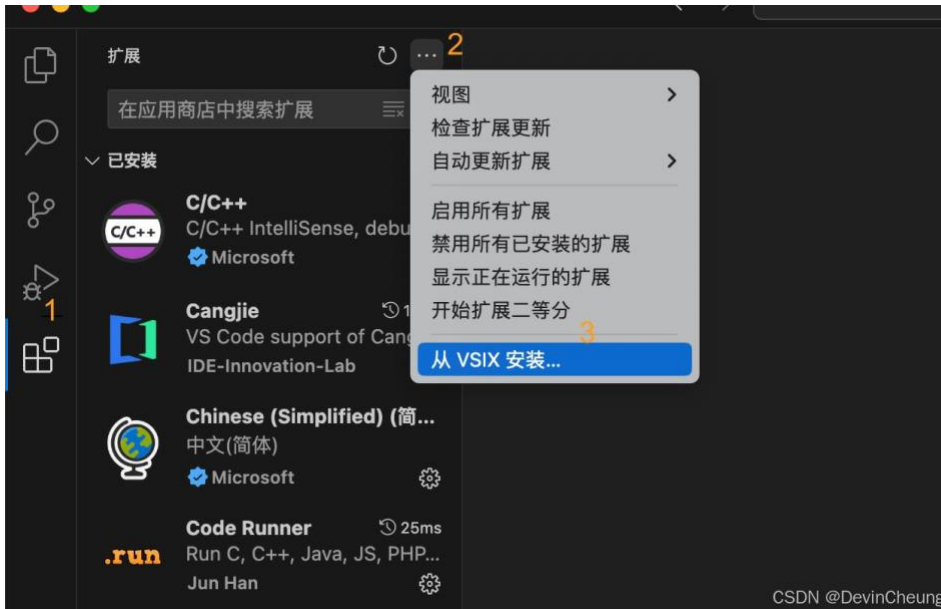 扩展
... 2
在应用商店中搜索扩展
已安装
C/C++
C/C++
C/C++ IntelliSense, debu
Microsoft
1
Cangjie
1
VS Code support of Cang
IDE-Innovation-Lab
Chinese (Simplified) (简...
中文(简体)
Microsoft
.run
Code Runner
25ms
Run C, C++, Java, JS, PHP...
Jun Han
视图
检查扩展更新
自动更新扩展
启用所有扩展
禁用所有已安装的扩展
显示正在运行的扩展
开始扩展二等分
3
从 VSIX 安装...
CSDN @DevinCheung